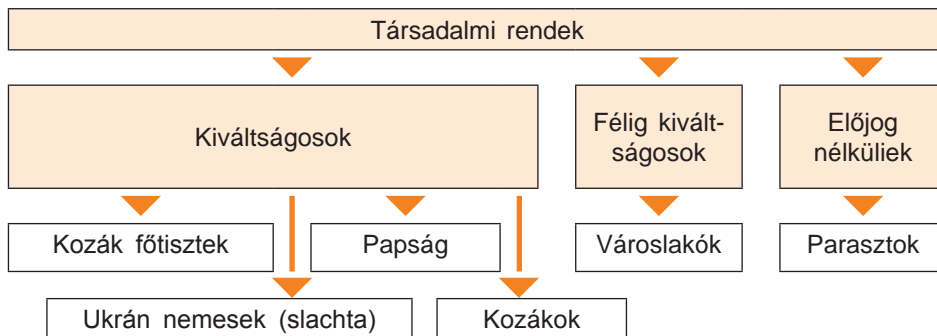 Társadalmi rendek
Kiváltságosok
Félig kivált-
ságosok
Előjog
nélküliek
Kozák főtisztek
Papság
Városlakók
Parasztok
Ukrán nemesek (slachta)
Kozákok